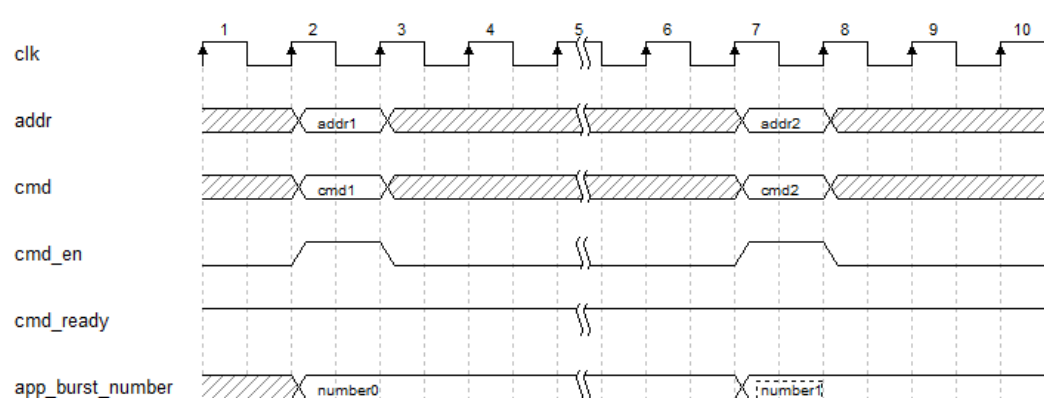 1 2 3 4 5 6 7 8 9 10
clk
addr addr1 addr2
cmd cmd1 cmd2
cmd_en
cmd_ready
app_burst_number number0 number1